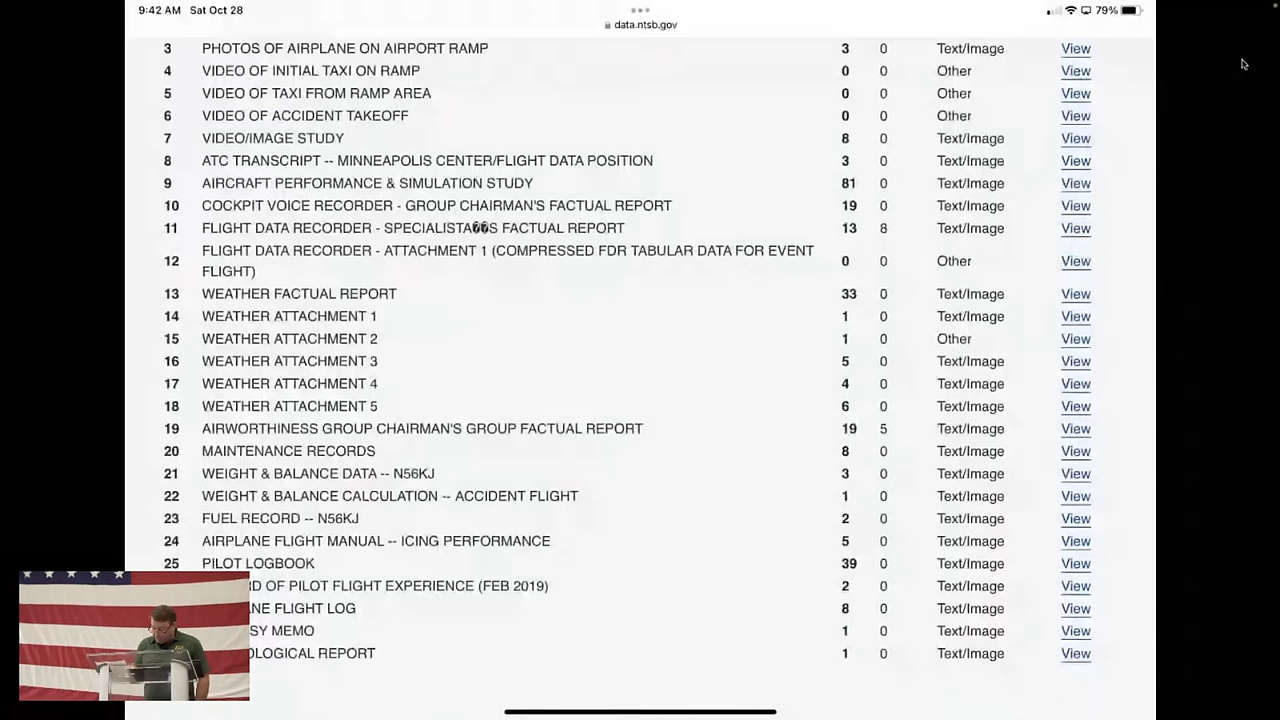 9:42 AM Sat Oct 28 79%
data.ntsb.gov
3 PHOTOS OF AIRPLANE ON AIRPORT RAMP 3 0 Text/Image View
4 VIDEO OF INITIAL TAXI ON RAMP 0 0 Other View
5 VIDEO OF TAXI FROM RAMP AREA 0 0 Other View
6 VIDEO OF ACCIDENT TAKEOFF 0 0 Other View
7 VIDEO/IMAGE STUDY 8 0 Text/Image View
8 ATC TRANSCRIPT -- MINNEAPOLIS CENTER/FLIGHT DATA POSITION 3 0 Text/Image View
9 AIRCRAFT PERFORMANCE & SIMULATION STUDY 81 0 Text/Image View
10 COCKPIT VOICE RECORDER - GROUP CHAIRMAN'S FACTUAL REPORT 19 0 Text/Image View
11 FLIGHT DATA RECORDER - SPECIALISTA��S FACTUAL REPORT 13 8 Text/Image View
12 FLIGHT DATA RECORDER - ATTACHMENT 1 (COMPRESSED FDR TABULAR DATA FOR EVENT
FLIGHT) 0 0 Other View
13 WEATHER FACTUAL REPORT 33 0 Text/Image View
14 WEATHER ATTACHMENT 1 1 0 Text/Image View
15 WEATHER ATTACHMENT 2 1 0 Other View
16 WEATHER ATTACHMENT 3 5 0 Text/Image View
17 WEATHER ATTACHMENT 4 4 0 Text/Image View
18 WEATHER ATTACHMENT 5 6 0 Text/Image View
19 AIRWORTHINESS GROUP CHAIRMAN'S GROUP FACTUAL REPORT 19 5 Text/Image View
20 MAINTENANCE RECORDS 8 0 Text/Image View
21 WEIGHT & BALANCE DATA -- N56KJ 3 0 Text/Image View
22 WEIGHT & BALANCE CALCULATION -- ACCIDENT FLIGHT 1 0 Text/Image View
23 FUEL RECORD -- N56KJ 2 0 Text/Image View
24 AIRPLANE FLIGHT MANUAL -- ICING PERFORMANCE 5 0 Text/Image View
25 PILOT LOGBOOK 39 0 Text/Image View
RD OF PILOT FLIGHT EXPERIENCE (FEB 2019) 2 0 Text/Image View
ANE FLIGHT LOG 8 0 Text/Image View
SY MEMO 1 0 Text/Image View
OLOGICAL REPORT 1 0 Text/Image View